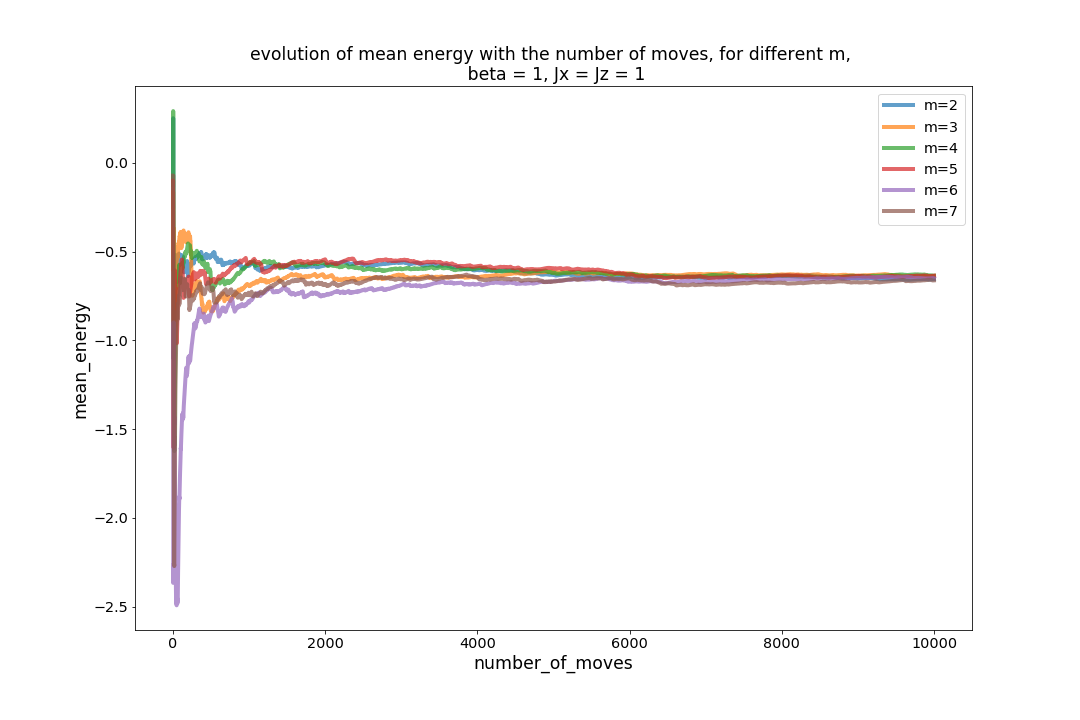 evolution of mean energy with the number of moves, for different m,
beta = 1, Jx = Jz = 1
m=2
m=3
m=4
m=5
m=6
m=7
0.0
−0.5
−1.0
−1.5
−2.0
−2.5
mean_energy
0
2000
4000
6000
8000
10000
number_of_moves